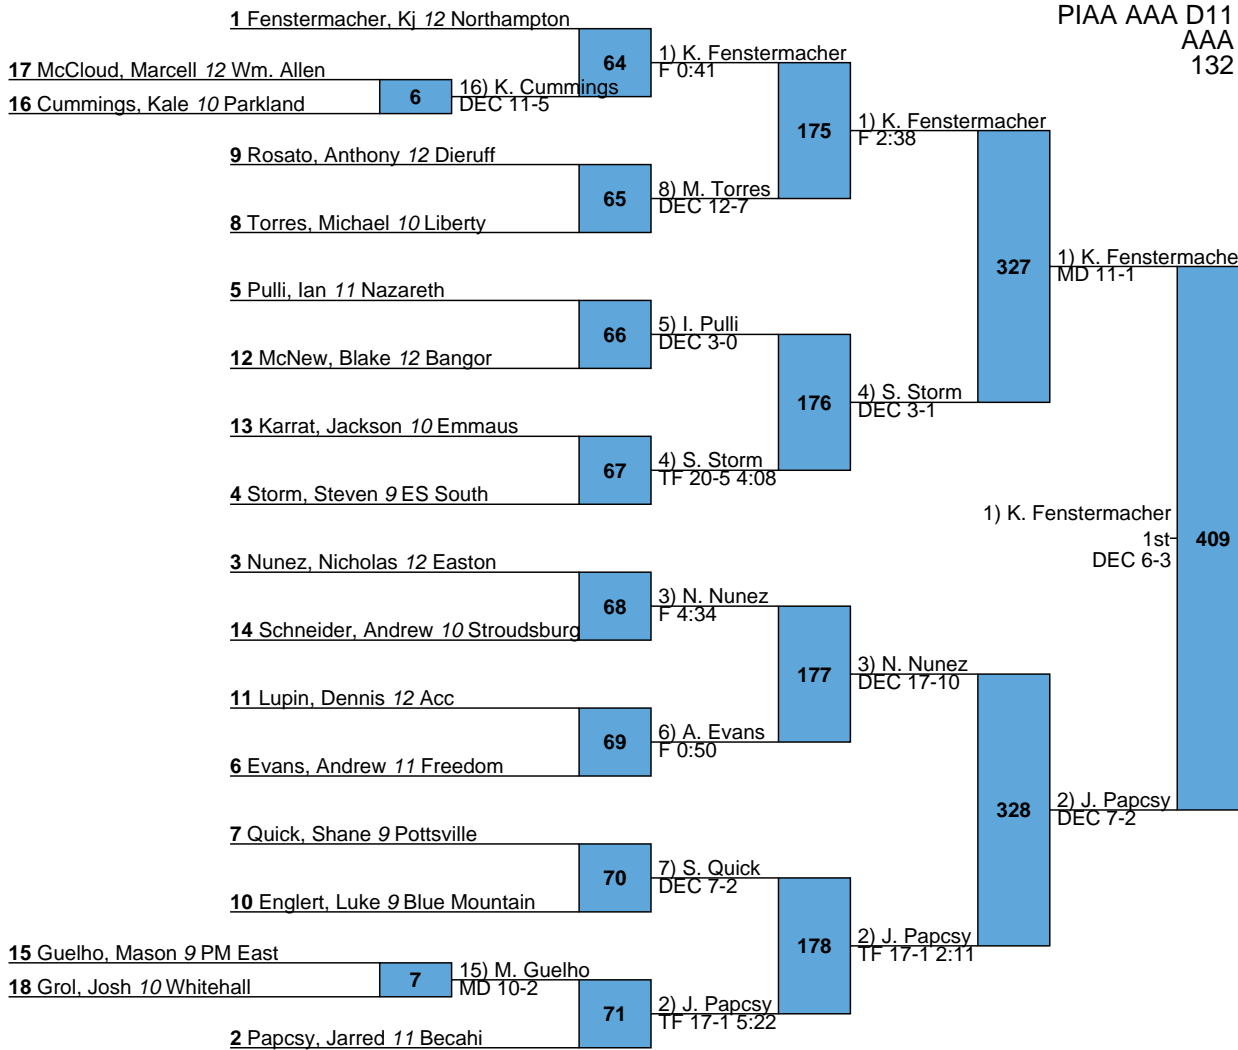 PIAA AAA D11
AAA
132
1 Fenstermacher, Kj 12 Northampton
17 McCloud, Marcell 12 Wm. Allen
16 Cummings, Kale 10 Parkland
6
16) K. Cummings
DEC 11-5
64
1) K. Fenstermacher
F 0:41
9 Rosato, Anthony 12 Dieruff
8 Torres, Michael 10 Liberty
65
8) M. Torres
DEC 12-7
175
1) K. Fenstermacher
F 2:38
5 Pulli, Ian 11 Nazareth
12 McNew, Blake 12 Bangor
66
5) I. Pulli
DEC 3-0
13 Karrat, Jackson 10 Emmaus
4 Storm, Steven 9 ES South
67
4) S. Storm
TF 20-5 4:08
176
4) S. Storm
DEC 3-1
327
1) K. Fenstermache
MD 11-1
3 Nunez, Nicholas 12 Easton
14 Schneider, Andrew 10 Stroudsburg
68
3) N. Nunez
F 4:34
11 Lupin, Dennis 12 Acc
6 Evans, Andrew 11 Freedom
69
6) A. Evans
F 0:50
177
3) N. Nunez
DEC 17-10
7 Quick, Shane 9 Pottsville
10 Englert, Luke 9 Blue Mountain
70
7) S. Quick
DEC 7-2
15 Guelho, Mason 9 PM East
18 Grol, Josh 10 Whitehall
7
15) M. Guelho
MD 10-2
2 Papcsy, Jarred 11 Becahi
71
2) J. Papcsy
TF 17-1 5:22
178
2) J. Papcsy
TF 17-1 2:11
328
2) J. Papcsy
DEC 7-2
1) K. Fenstermacher
1st
DEC 6-3
409